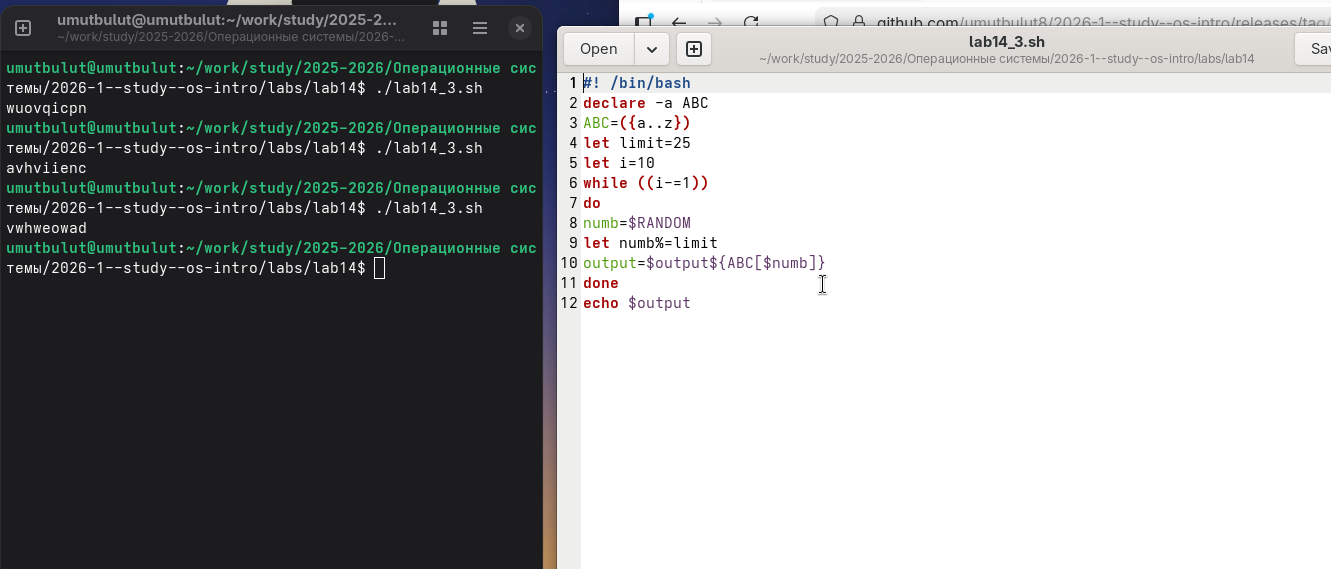 umutbulut@umutbulut:~/work/study/2025-2...
~/work/study/2025-2026/Операционные системы/2026-...
umutbulut@umutbulut:~/work/study/2025-2026/Операционные сис
темы/2026-1--study--os-intro/labs/lab14$ ./lab14_3.sh
wuovqicpn
umutbulut@umutbulut:~/work/study/2025-2026/Операционные сис
темы/2026-1--study--os-intro/labs/lab14$ ./lab14_3.sh
avhviienc
umutbulut@umutbulut:~/work/study/2025-2026/Операционные сис
темы/2026-1--study--os-intro/labs/lab14$ ./lab14_3.sh
vwhweowad
umutbulut@umutbulut:~/work/study/2025-2026/Операционные сис
темы/2026-1--study--os-intro/labs/lab14$
github.com/umutbulut8/2026-1--study--os-intro/releases/tag/
Open
lab14_3.sh
~/work/study/2025-2026/Операционные системы/2026-1--study--os-intro/labs/lab14
1 #! /bin/bash
2 declare -a ABC
3 ABC=({a..z})
4 let limit=25
5 let i=10
6 while ((i-=1))
7 do
8 numb=$RANDOM
9 let numb%=limit
10 output=$output${ABC[$numb]}
11 done
12 echo $output